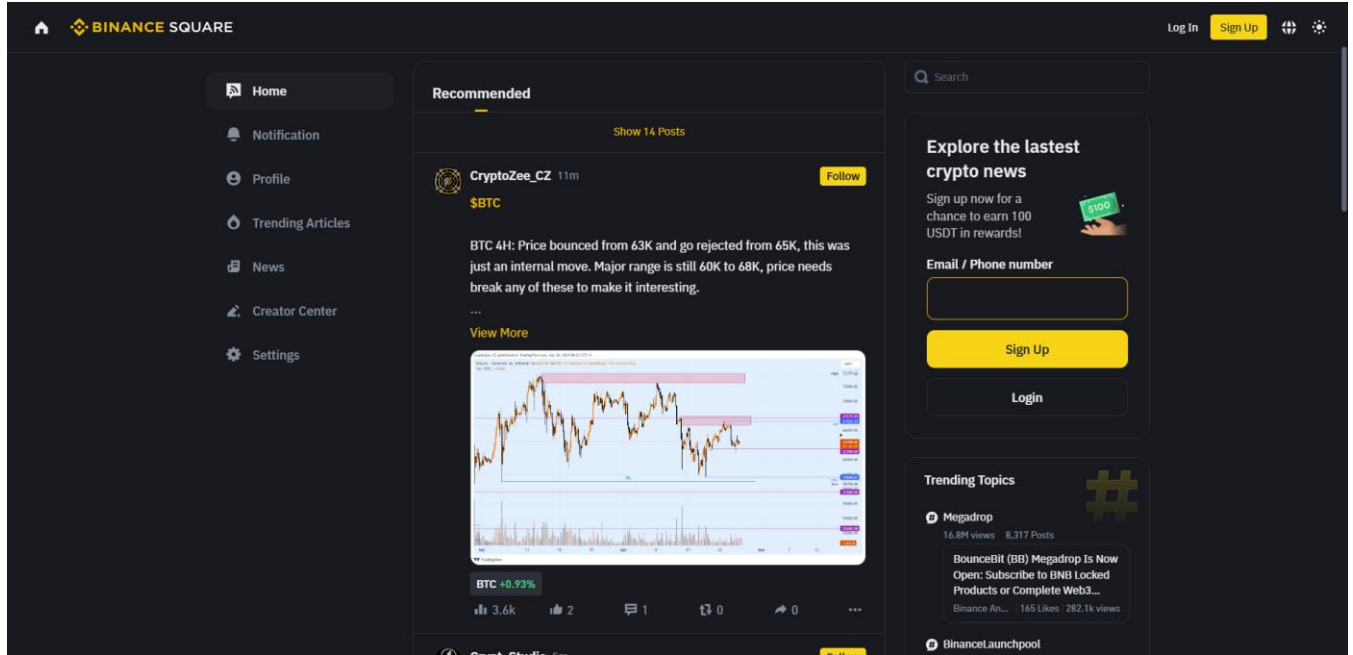 BINANCE SQUARE
Log In
Sign Up
Home
Notification
Profile
Trending Articles
News
Creator Center
Settings
Recommended
Show 14 Posts
CryptoZee_CZ 11m
Follow
$BTC
BTC 4H: Price bounced from 63K and go rejected from 65K, this was
just an internal move. Major range is still 60K to 68K, price needs
break any of these to make it interesting.
...
View More
BTC +0.93%
3.6k 2 1 0 0
Crypt_Studio 5m
Follow
Search
Explore the lastest
crypto news
Sign up now for a
chance to earn 100
USDT in rewards!
$100
Email / Phone number
Sign Up
Login
Trending Topics
#
# Megadrop
16.8M views 8,317 Posts
BounceBit (BB) Megadrop Is Now
Open: Subscribe to BNB Locked
Products or Complete Web3...
Binance An... 165 Likes 282.1k views
# BinanceLaunchpool